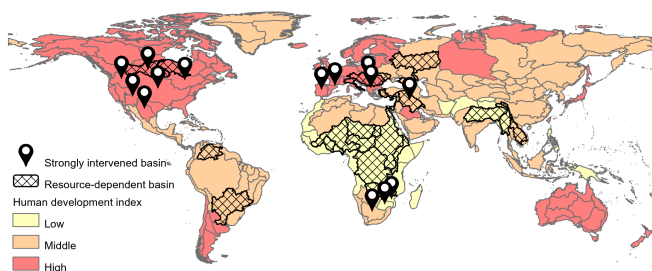 Strongly intervened basin
Resource-dependent basin
Human development index
Low
Middle
High